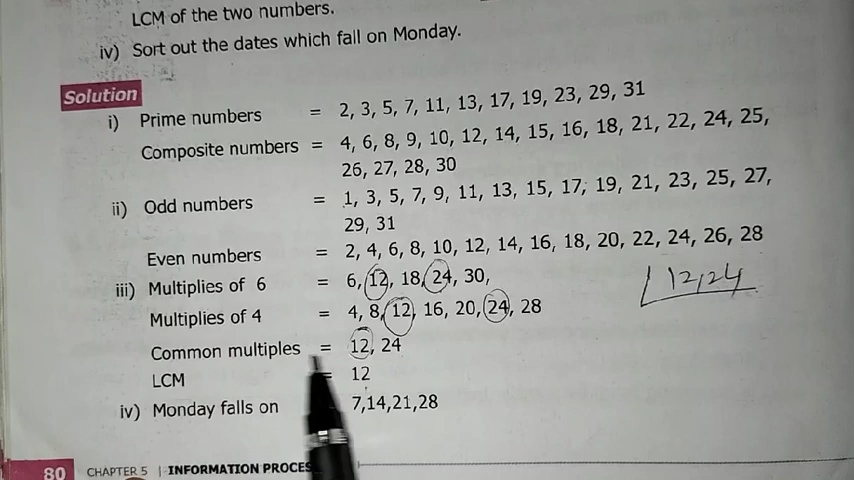 LCM of the two numbers.
iv) Sort out the dates which fall on Monday.
Solution
i) Prime numbers = 2, 3, 5, 7, 11, 13, 17, 19, 23, 29, 31
Composite numbers = 4, 6, 8, 9, 10, 12, 14, 15, 16, 18, 21, 22, 24, 25,
26, 27, 28, 30
ii) Odd numbers = 1, 3, 5, 7, 9, 11, 13, 15, 17, 19, 21, 23, 25, 27,
29, 31
Even numbers = 2, 4, 6, 8, 10, 12, 14, 16, 18, 20, 22, 24, 26, 28
iii) Multiples of 6 = 6, 12, 18, 24, 30,
12, 24
Multiples of 4 = 4, 8, 12, 16, 20, 24, 28
Common multiples = 12, 24
LCM = 12
iv) Monday falls on 7,14,21,28
80 CHAPTER 5 | INFORMATION PROCES